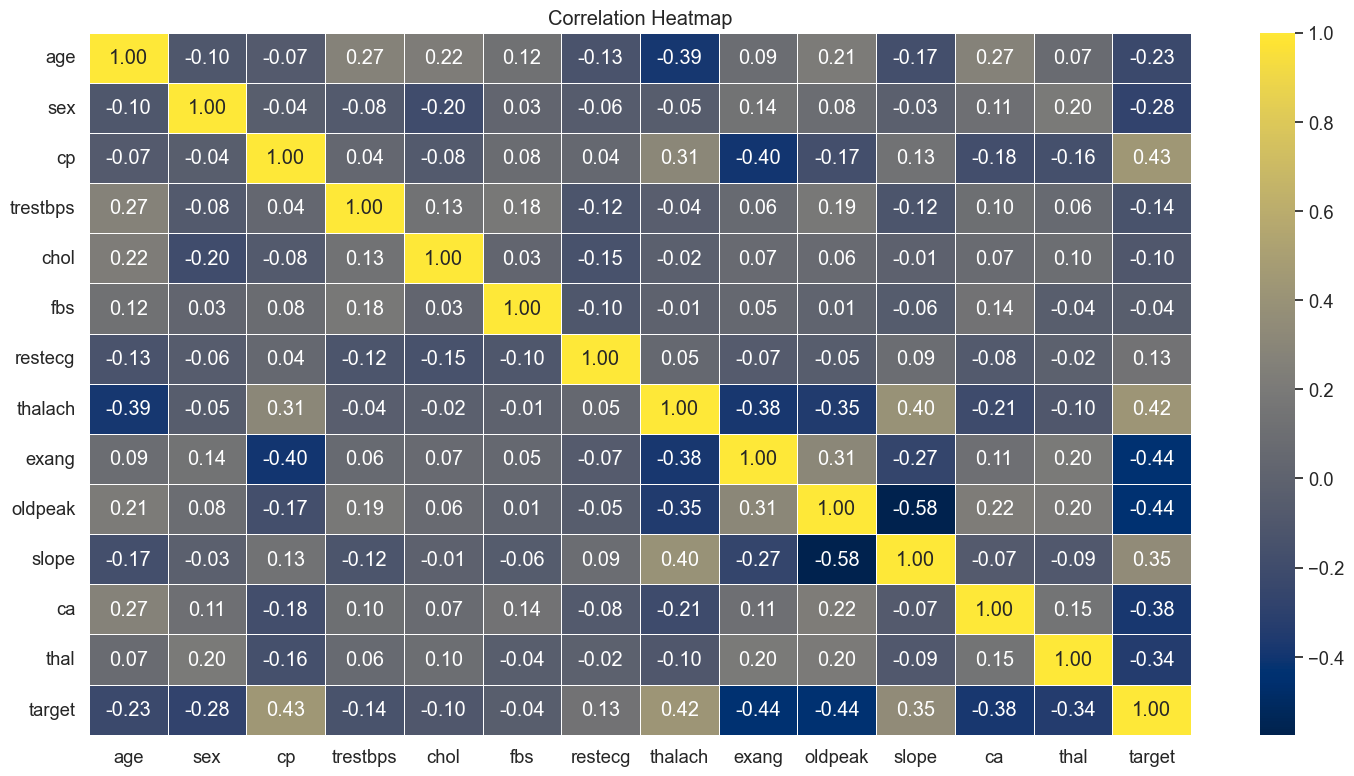 Correlation Heatmap
age 1.00 -0.10 -0.07 0.27 0.22 0.12 -0.13 -0.39 0.09 0.21 -0.17 0.27 0.07 -0.23
sex -0.10 1.00 -0.04 -0.08 -0.20 0.03 -0.06 -0.05 0.14 0.08 -0.03 0.11 0.20 -0.28
cp -0.07 -0.04 1.00 0.04 -0.08 0.08 0.04 0.31 -0.40 -0.17 0.13 -0.18 -0.16 0.43
trestbps 0.27 -0.08 0.04 1.00 0.13 0.18 -0.12 -0.04 0.06 0.19 -0.12 0.10 0.06 -0.14
chol 0.22 -0.20 -0.08 0.13 1.00 0.03 -0.15 -0.02 0.07 0.06 -0.01 0.07 0.10 -0.10
fbs 0.12 0.03 0.08 0.18 0.03 1.00 -0.10 -0.01 0.05 0.01 -0.06 0.14 -0.04 -0.04
restecg -0.13 -0.06 0.04 -0.12 -0.15 -0.10 1.00 0.05 -0.07 -0.05 0.09 -0.08 -0.02 0.13
thalach -0.39 -0.05 0.31 -0.04 -0.02 -0.01 0.05 1.00 -0.38 -0.35 0.40 -0.21 -0.10 0.42
exang 0.09 0.14 -0.40 0.06 0.07 0.05 -0.07 -0.38 1.00 0.31 -0.27 0.11 0.20 -0.44
oldpeak 0.21 0.08 -0.17 0.19 0.06 0.01 -0.05 -0.35 0.31 1.00 -0.58 0.22 0.20 -0.44
slope -0.17 -0.03 0.13 -0.12 -0.01 -0.06 0.09 0.40 -0.27 -0.58 1.00 -0.07 -0.09 0.35
ca 0.27 0.11 -0.18 0.10 0.07 0.14 -0.08 -0.21 0.11 0.22 -0.07 1.00 0.15 -0.38
thal 0.07 0.20 -0.16 0.06 0.10 -0.04 -0.02 -0.10 0.20 0.20 -0.09 0.15 1.00 -0.34
target -0.23 -0.28 0.43 -0.14 -0.10 -0.04 0.13 0.42 -0.44 -0.44 0.35 -0.38 -0.34 1.00
age sex cp trestbps chol fbs restecg thalach exang oldpeak slope ca thal target
1.0
0.8
0.6
0.4
0.2
0.0
−0.2
−0.4